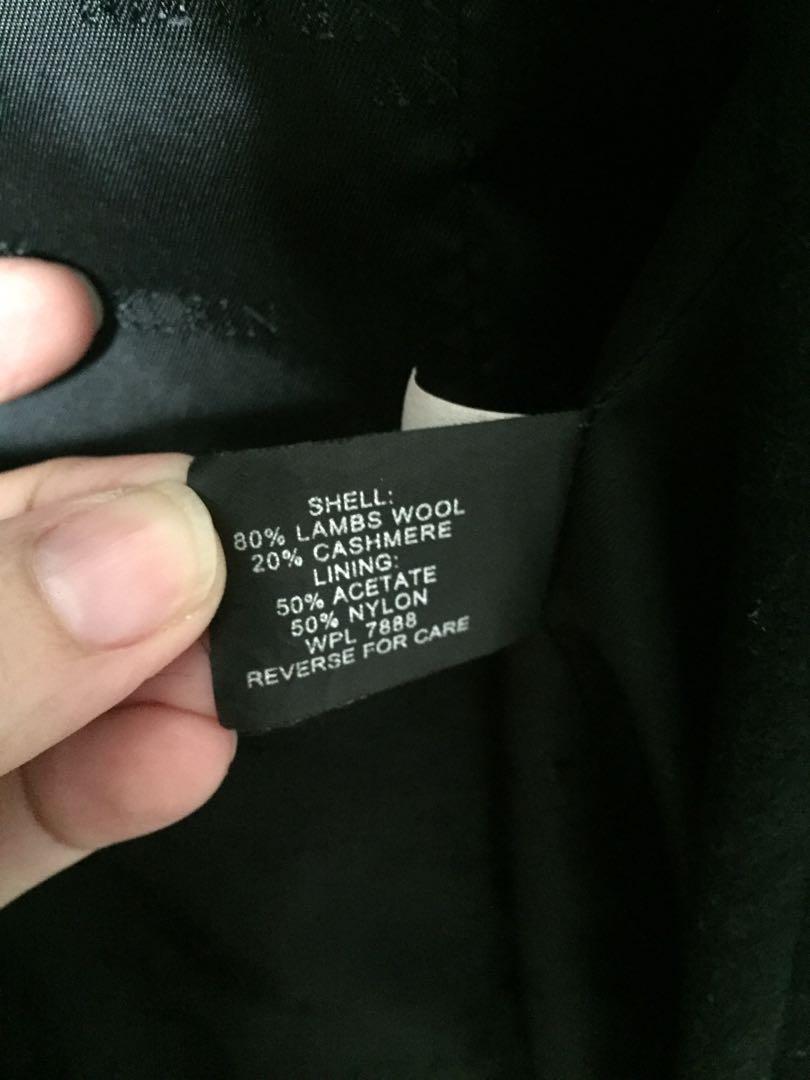 SHELL:
80% LAMBS WOOL
20% CASHMERE
LINING:
50% ACETATE
50% NYLON
WPL 7888
REVERSE FOR CARE